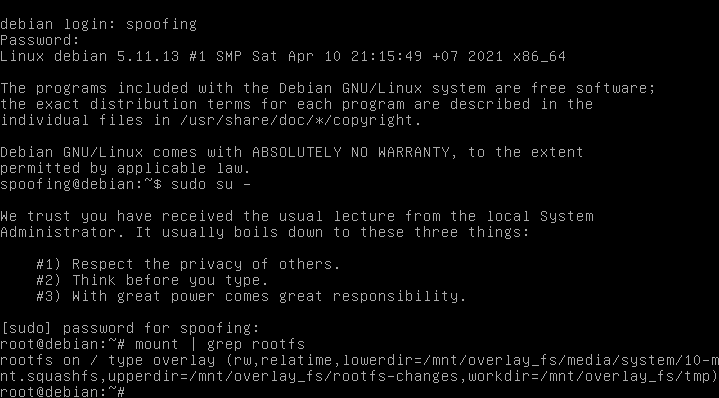 debian login: spoofing
Password:
Linux debian 5.11.13 #1 SMP Sat Apr 10 21:15:49 +07 2021 x86_64
The programs included with the Debian GNU/Linux system are free software;
the exact distribution terms for each program are described in the
individual files in /usr/share/doc/*/copyright.
Debian GNU/Linux comes with ABSOLUTELY NO WARRANTY, to the extent
permitted by applicable law.
spoofing@debian:~$ sudo su -
We trust you have received the usual lecture from the local System
Administrator. It usually boils down to these three things:
#1) Respect the privacy of others.
#2) Think before you type.
#3) With great power comes great responsibility.
[sudo] password for spoofing:
root@debian:~# mount | grep rootfs
rootfs on / type overlay (rw,relatime,lowerdir=/mnt/overlay_fs/media/system/10-m
nt.squashfs,upperdir=/mnt/overlay_fs/rootfs-changes,workdir=/mnt/overlay_fs/tmp)
root@debian:~#